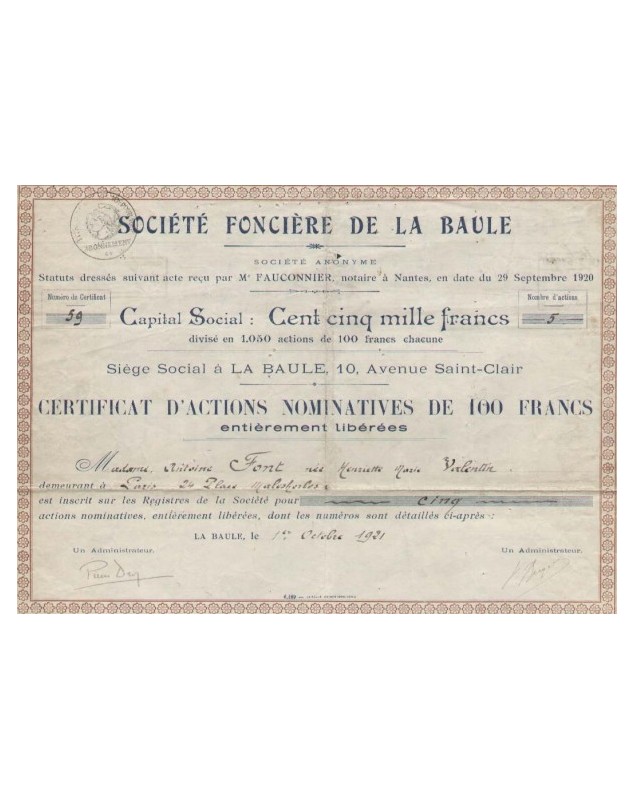 SOCIÉTÉ FONCIÈRE DE LA BAULE
SOCIÉTÉ ANONYME
Statuts dressés suivant acte reçu par Me FAUCONNIER, notaire à Nantes, en date du 29 Septembre 1920
Numéro de Certificat
59
Nombre d'actions
5
Capital Social : Cent cinq mille francs
divisé en 1.050 actions de 100 francs chacune
Siège Social à LA BAULE, 10, Avenue Saint-Clair
CERTIFICAT D'ACTIONS NOMINATIVES DE 100 FRANCS
entièrement libérées
Madame Antoine Font née Henriette Marie Valentin
demeurant à Paris 24 Place Malesherbes
est inscrit sur les Registres de la Société pour cinq
actions nominatives, entièrement libérées, dont les numéros sont détaillés ci-après :
LA BAULE, le 1er Octobre 1921
Un Administrateur.
Un Administrateur.